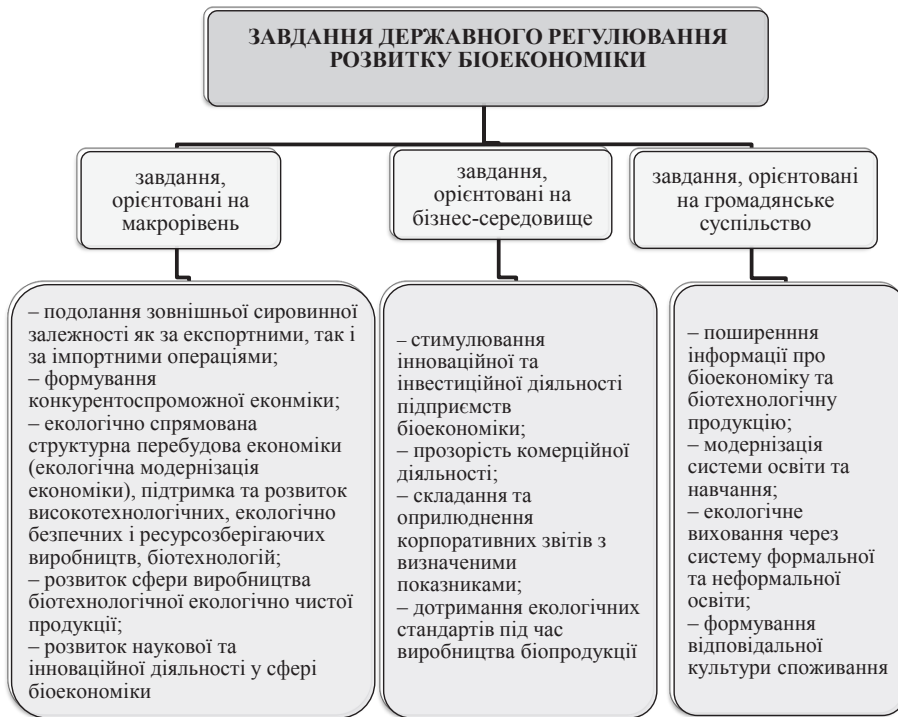 ЗАВДАННЯ ДЕРЖАВНОГО РЕГУЛЮВАННЯ
РОЗВИТКУ БІОЕКОНОМІКИ
завдання,
орієнтовані на
макрорівень
завдання,
орієнтовані на
бізнес-середовище
завдання, орієнтовані
на громадянське
суспільство
– подолання зовнішньої сировинної
залежності як за експортними, так і
за імпортними операціями;
– формування
конкурентоспроможної еконміки;
– екологічно спрямована
структурна перебудова економіки
(екологічна модернізація
економіки), підтримка та розвиток
високотехнологічних, екологічно
безпечних і ресурсозберігаючих
виробництв, біотехнологій;
– розвиток сфери виробництва
біотехнологічної екологічно чистої
продукції;
– розвиток наукової та
інноваційної діяльності у сфері
біоекономіки
– стимулювання
інноваційної та
інвестиційної діяльності
підприємств
біоекономіки;
– прозорість комерційної
діяльності;
– складання та
оприлюднення
корпоративних звітів з
визначеними
показниками;
– дотримання екологічних
стандартів під час
виробництва біопродукції
– поширенння
інформації про
біоекономіку та
біотехнологічну
продукцію;
– модернізація
системи освіти та
навчання;
– екологічне
виховання через
систему формальної
та неформальної
освіти;
– формування
відповідальної
культури споживання